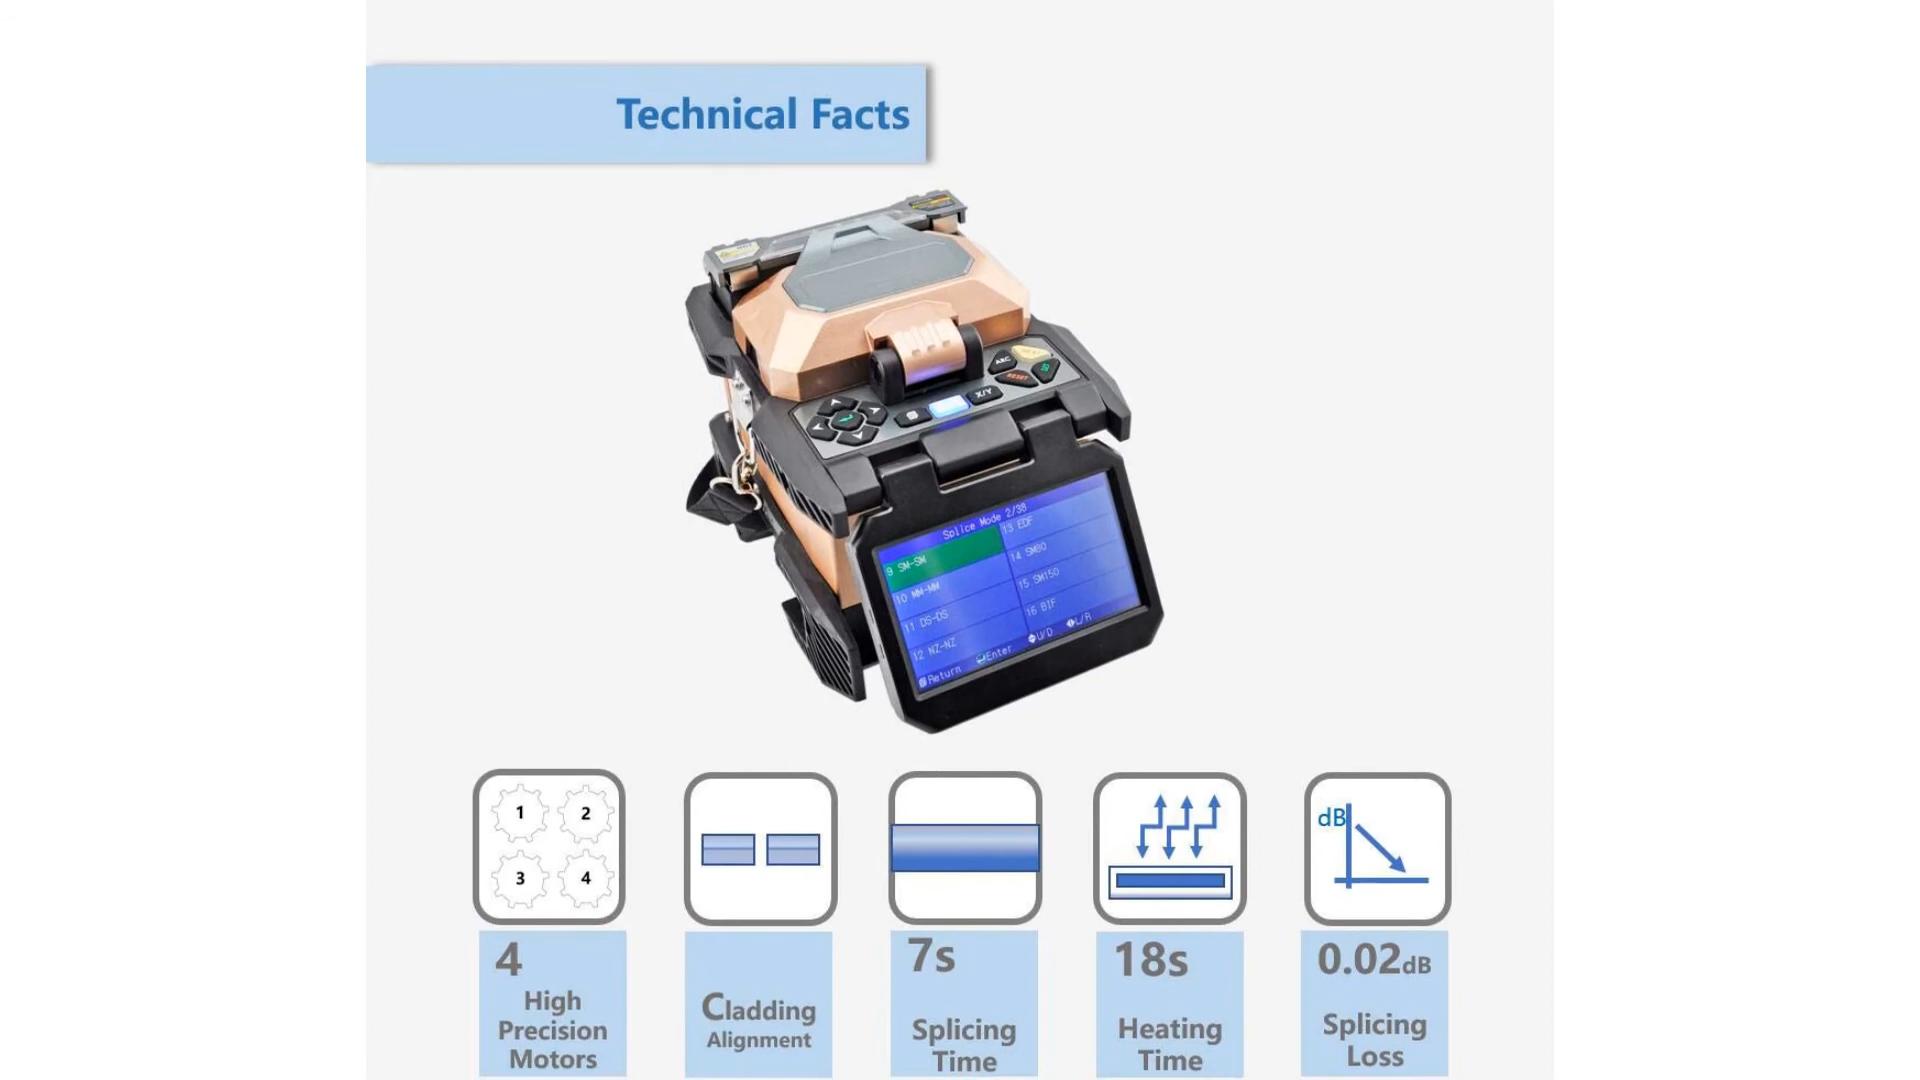 Technical Facts
ARC
RESET
X/Y
Splice Mode 2/38
9 SM-SM
10 MM-MM
11 DS-DS
12 NZ-NZ
13 EDF
14 SM80
15 SM150
16 BIF
U/D
L/R
Return
Enter
1
2
3
4
dB
4
High
Precision
Motors
Cladding
Alignment
7s
Splicing
Time
18s
Heating
Time
0.02dB
Splicing
Loss